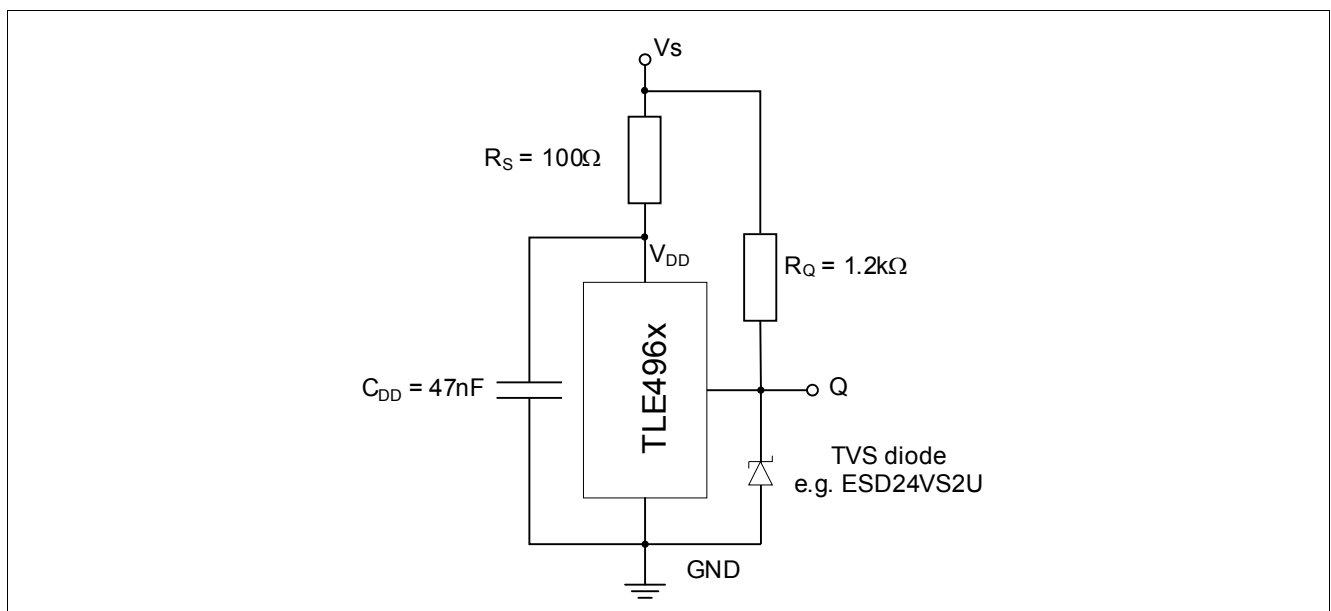 Vs
R_S = 100Ω
V_DD
R_Q = 1.2kΩ
TLE496x
C_DD = 47nF
Q
TVS diode
e.g. ESD24VS2U
GND